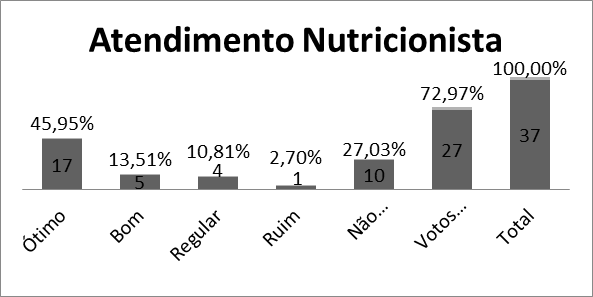 Atendimento Nutricionista
45,95% 13,51% 10,81% 2,70% 27,03% 72,97% 100,00%
17 5 4 1 10 27 37
Ótimo Bom Regular Ruim Não... Votos... Total